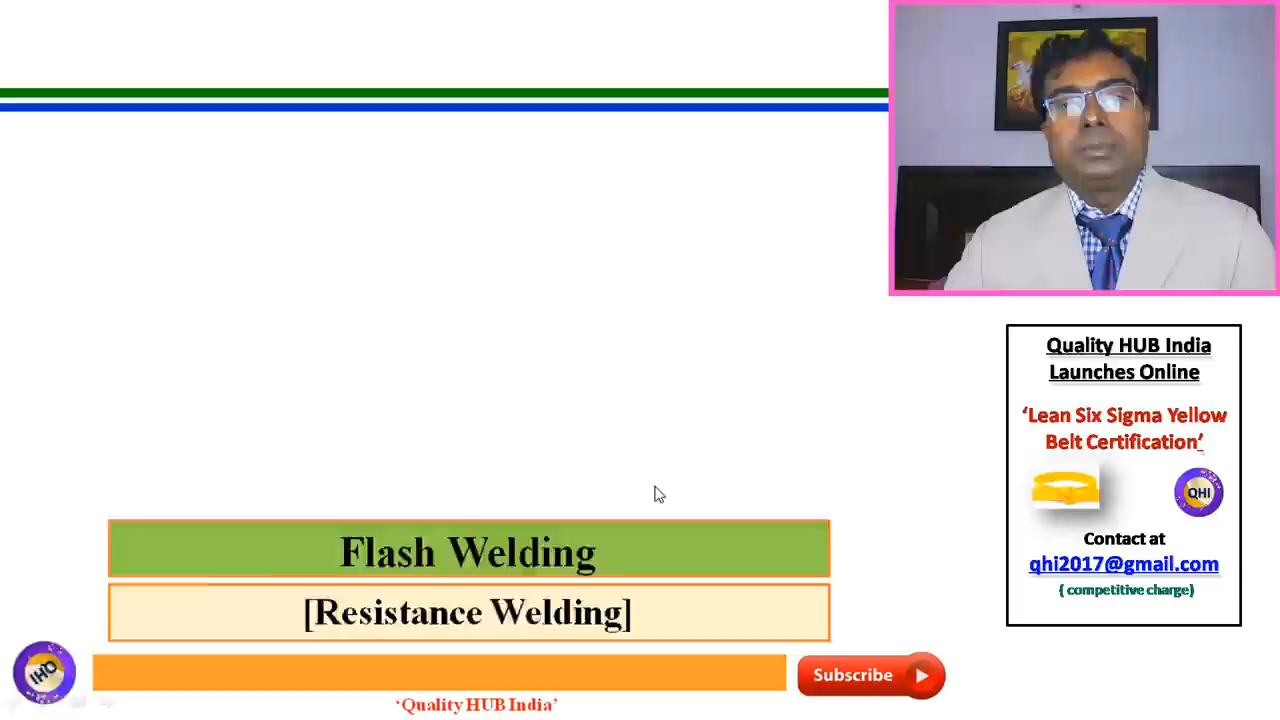 Quality HUB India
Launches Online
‘Lean Six Sigma Yellow
Belt Certification’
QHI
Contact at
qhi2017@gmail.com
( competitive charge)
Flash Welding
[Resistance Welding]
QHI
Subscribe
‘Quality HUB India’